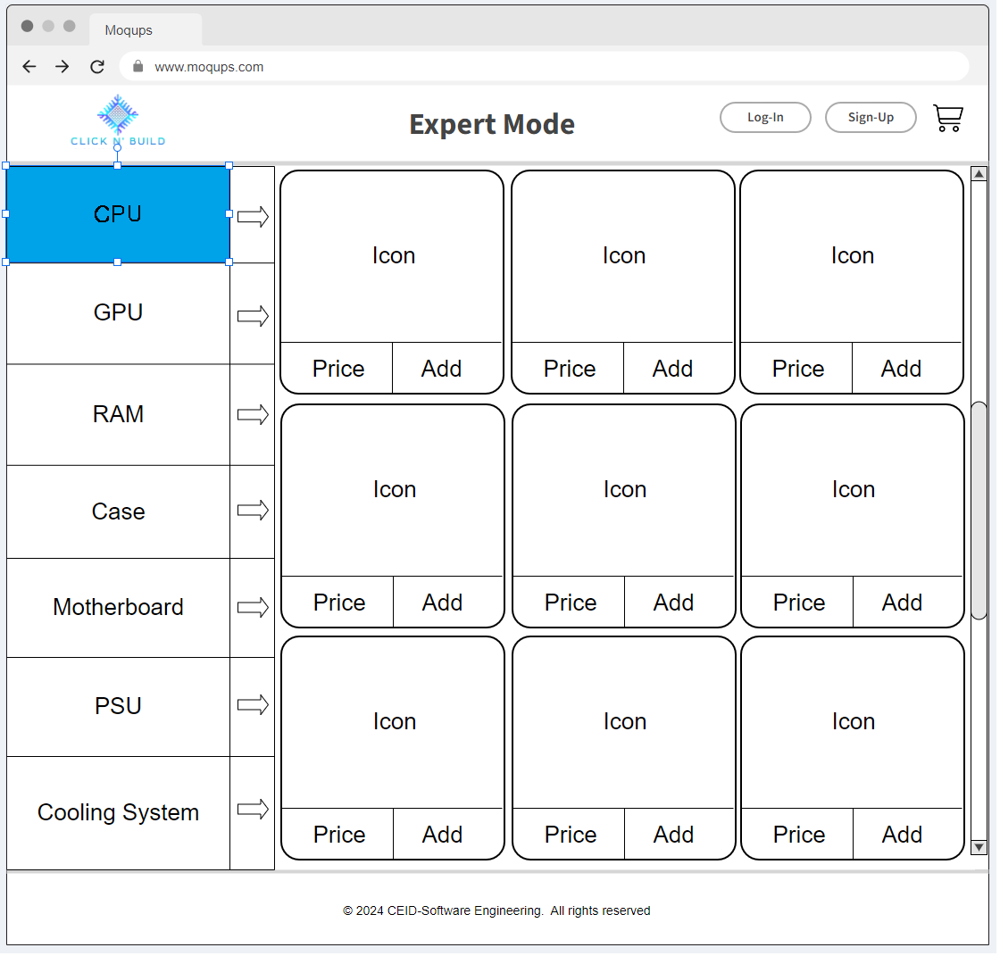 Moqups
www.moqups.com
CLICK N' BUILD
Expert Mode
Log-In
Sign-Up
CPU
GPU
RAM
Case
Motherboard
PSU
Cooling System
Icon Icon Icon
Price Add Price Add Price Add
Icon Icon Icon
Price Add Price Add Price Add
Icon Icon Icon
Price Add Price Add Price Add
© 2024 CEID-Software Engineering. All rights reserved